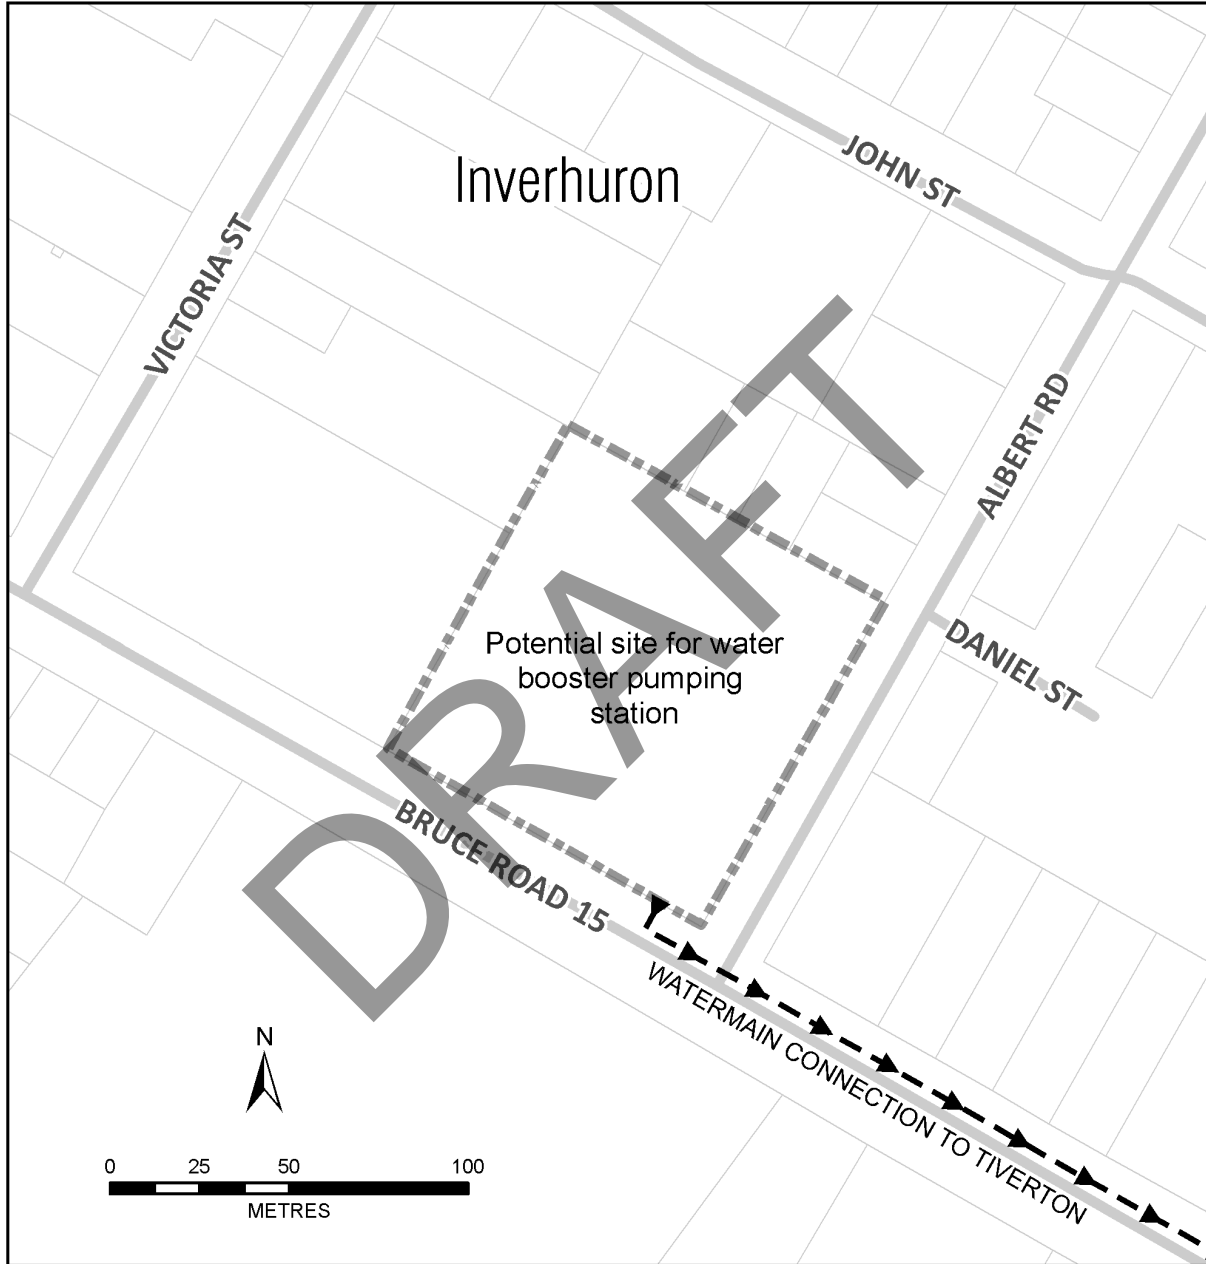 JOHN ST
Inverhuron
VICTORIA ST
ALBERT RD
DRAFT
Potential site for water
booster pumping
station
DANIEL ST
BRUCE ROAD 15
WATERMAIN CONNECTION TO TIVERTON
N
0 25 50 100
METRES